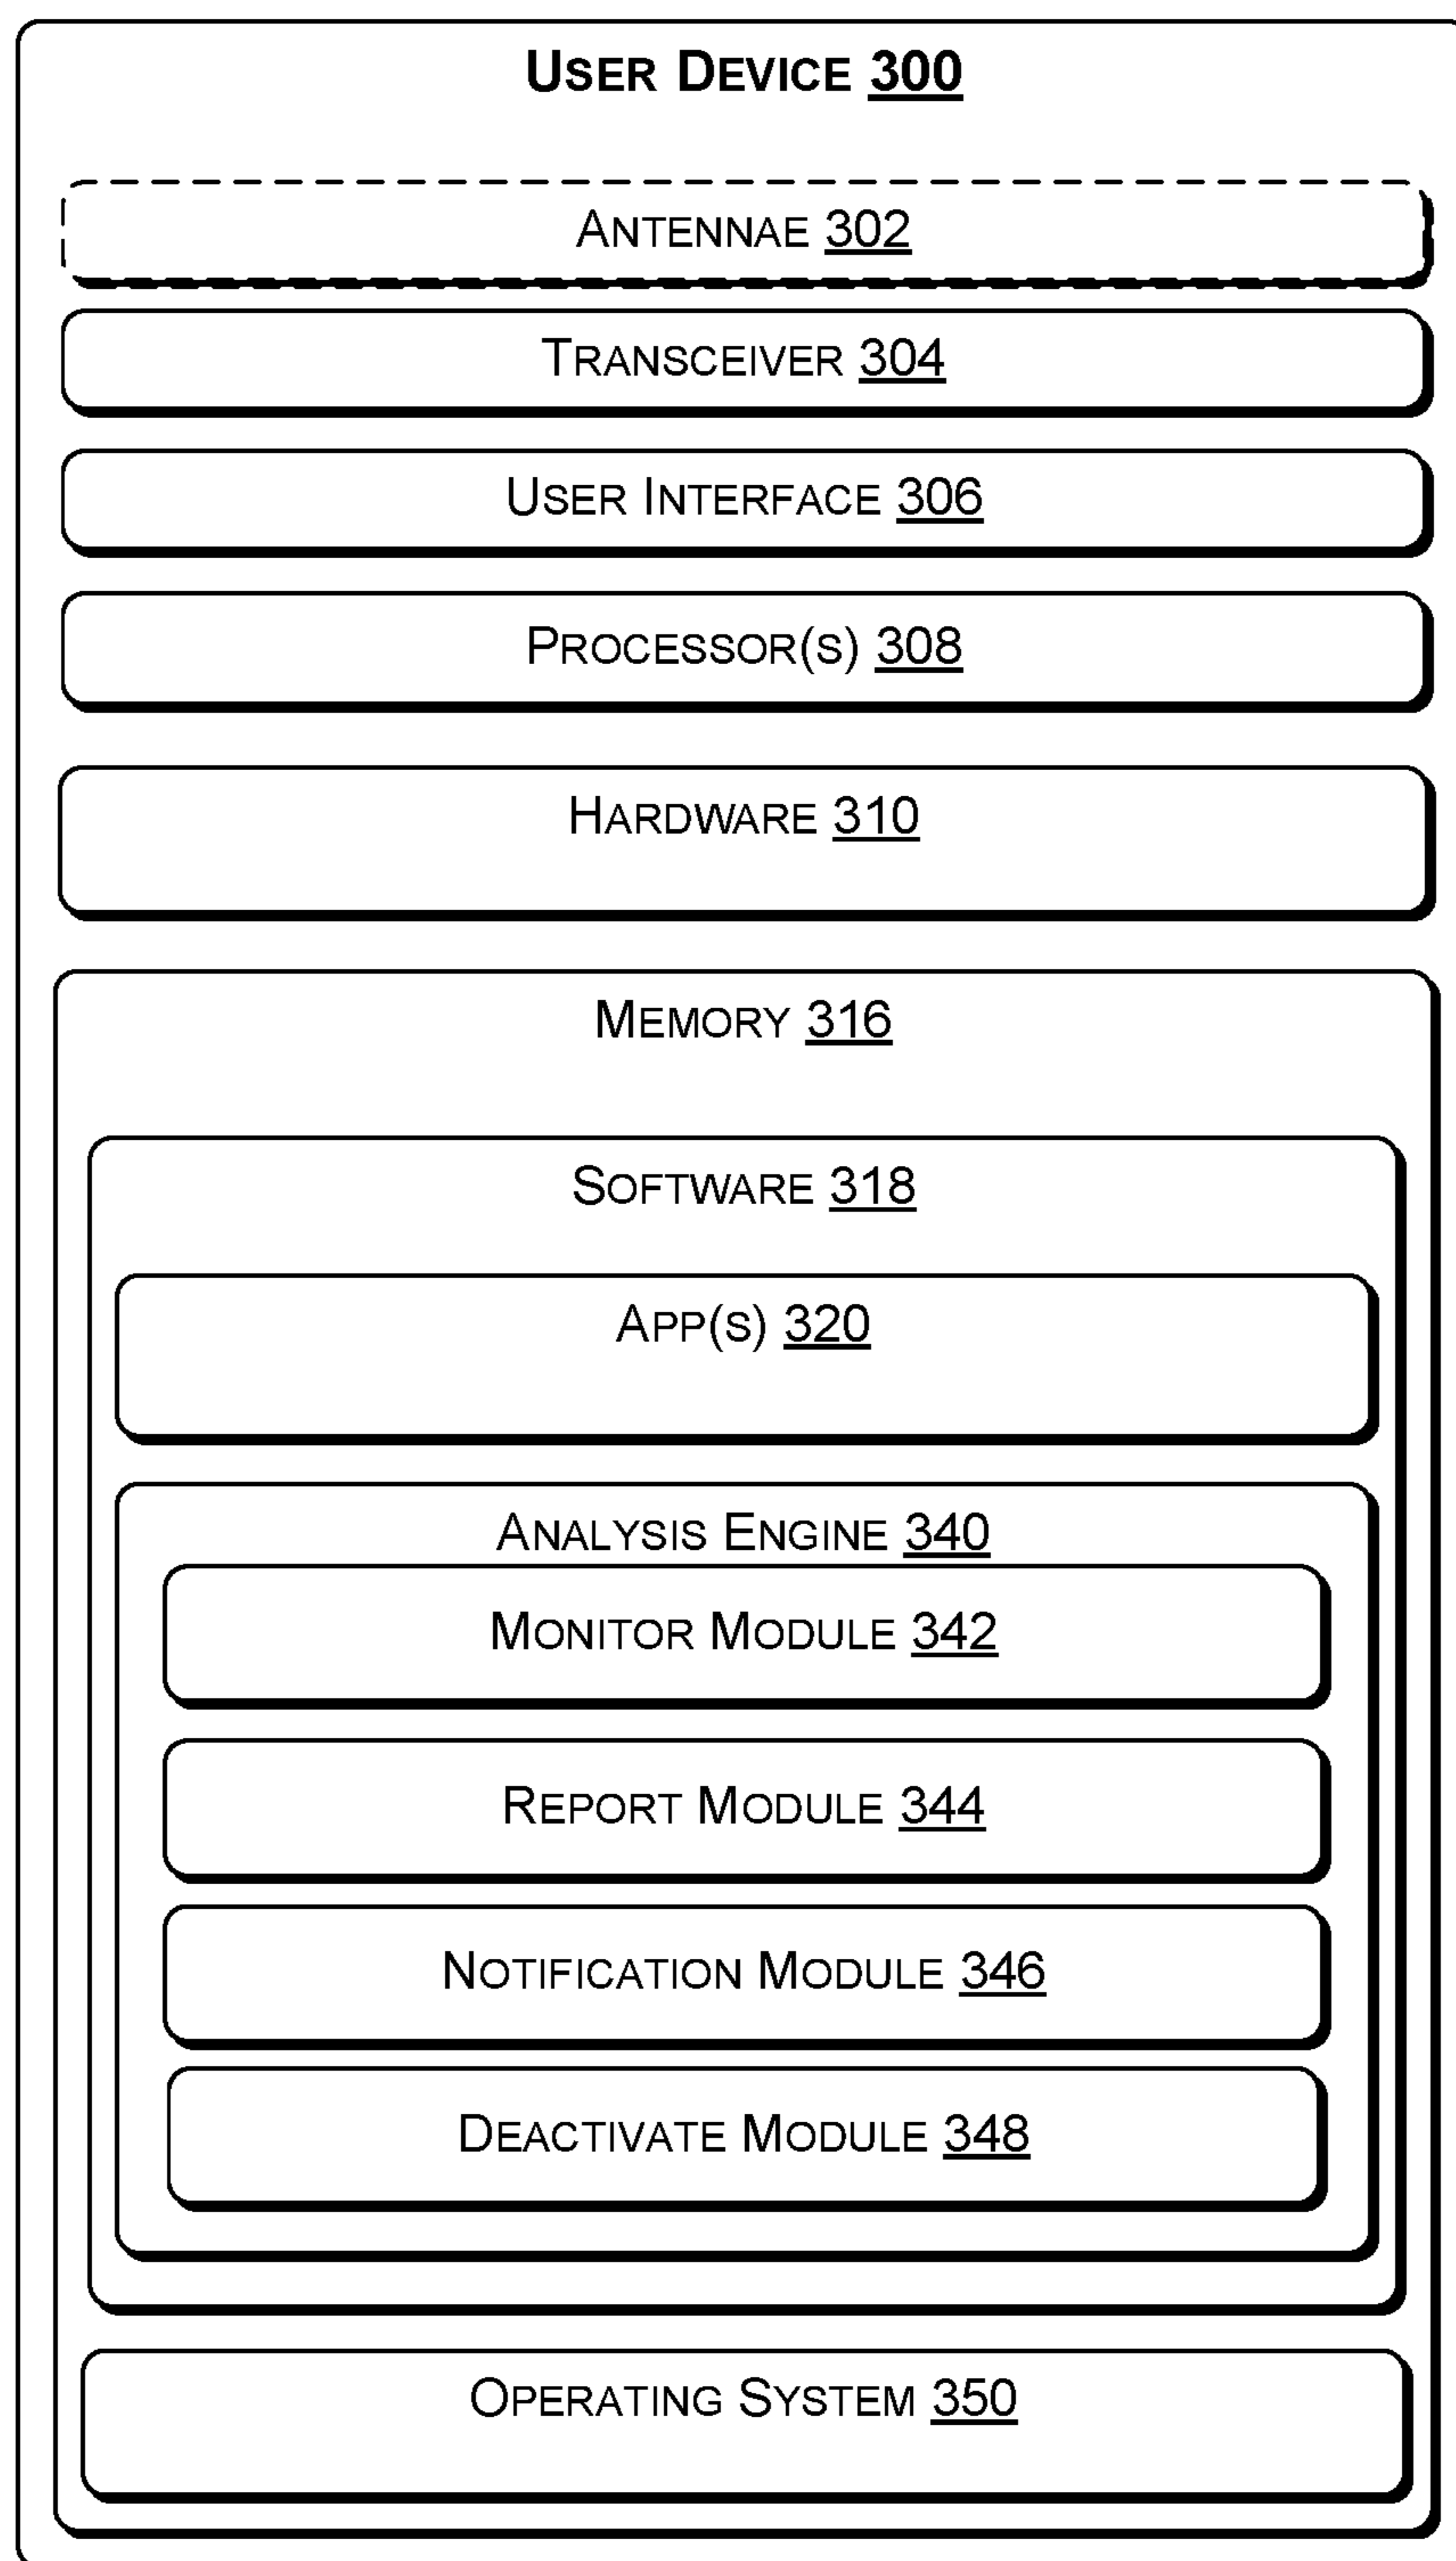 USER DEVICE 300
ANTENNAE 302
TRANSCEIVER 304
USER INTERFACE 306
PROCESSOR(S) 308
HARDWARE 310
MEMORY 316
SOFTWARE 318
APP(S) 320
ANALYSIS ENGINE 340
MONITOR MODULE 342
REPORT MODULE 344
NOTIFICATION MODULE 346
DEACTIVATE MODULE 348
OPERATING SYSTEM 350